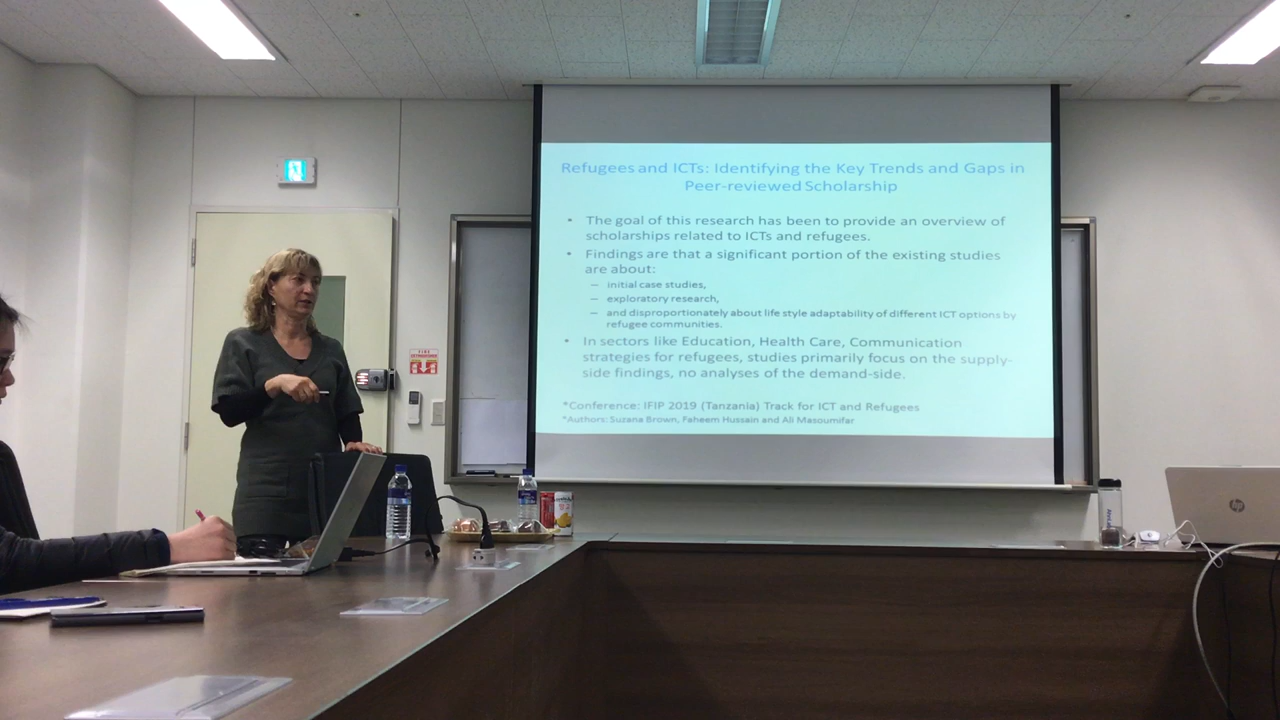 Refugees and ICTs: Identifying the Key Trends and Gaps in
Peer-reviewed Scholarship
• The goal of this research has been to provide an overview of
scholarships related to ICTs and refugees.
• Findings are that a significant portion of the existing studies
are about:
– initial case studies,
– exploratory research,
– and disproportionately about life style adaptability of different ICT options by
refugee communities.
• In sectors like Education, Health Care, Communication
strategies for refugees, studies primarily focus on the supply-
side findings, no analyses of the demand-side.
*Conference: IFIP 2019 (Tanzania) Track for ICT and Refugees
*Authors: Suzana Brown, Faheem Hussain and Ali Masoumifar
FIRE
hp